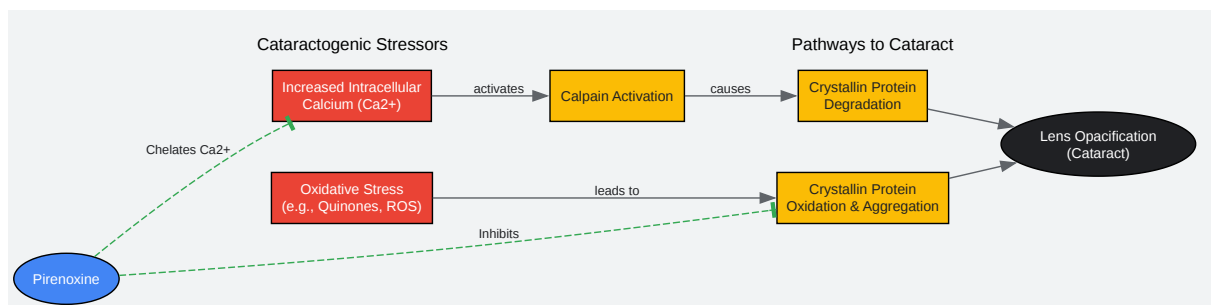 Cataractogenic Stressors
Pathways to Cataract
Increased Intracellular
Calcium (Ca2+)
activates
Calpain Activation
causes
Crystallin Protein
Degradation
Lens Opacification
(Cataract)
Chelates Ca2+
Oxidative Stress
(e.g., Quinones, ROS)
leads to
Crystallin Protein
Oxidation & Aggregation
Inhibits
Pirenoxine